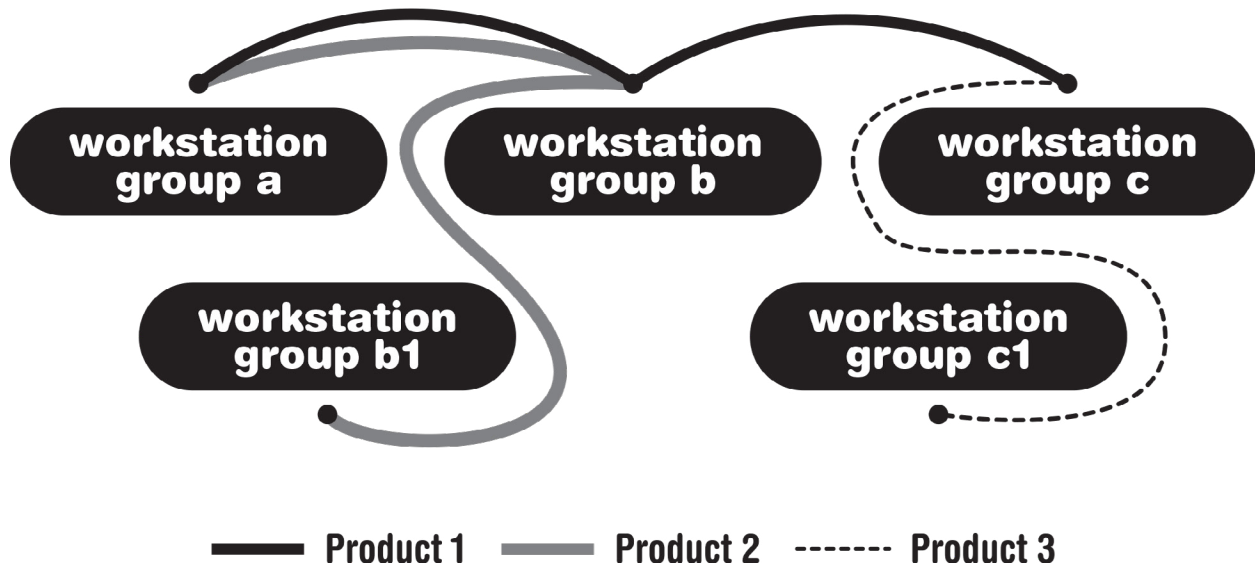 workstation
group a
workstation
group b
workstation
group c
workstation
group b1
workstation
group c1
Product 1
Product 2
Product 3